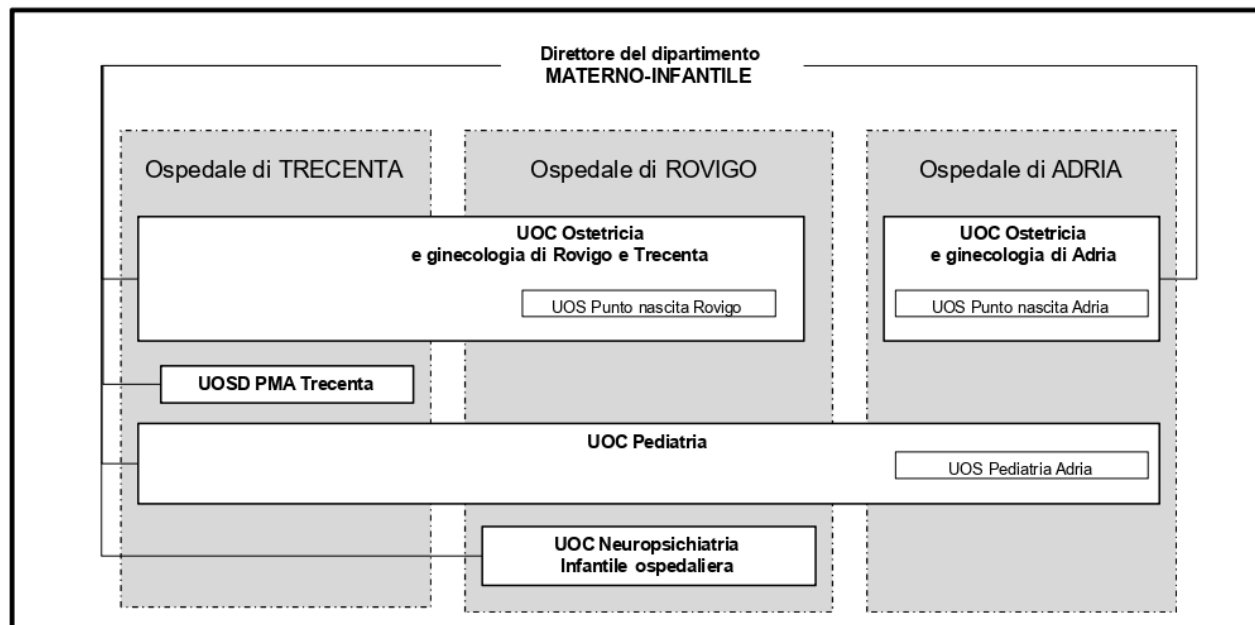 Direttore del dipartimento
MATERNO-INFANTILE
Ospedale di TRECENTA
Ospedale di ROVIGO
Ospedale di ADRIA
UOC Ostetricia
e ginecologia di Rovigo e Trecenta
UOS Punto nascita Rovigo
UOC Ostetricia
e ginecologia di Adria
UOS Punto nascita Adria
UOSD PMA Trecenta
UOC Pediatria
UOS Pediatria Adria
UOC Neuropsichiatria
Infantile ospedaliera